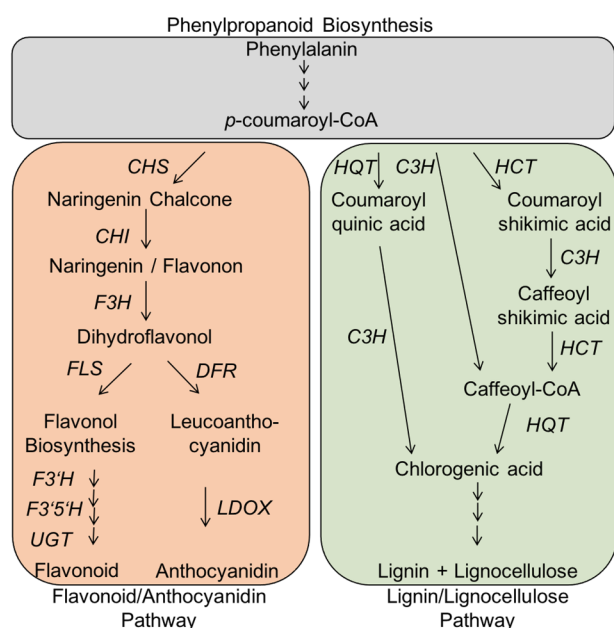 Phenylpropanoid Biosynthesis
Phenylalanin
p-coumaroyl-CoA
CHS
Naringenin Chalcone
CHI
Naringenin / Flavonon
F3H
Dihydroflavonol
FLS
DFR
Flavonol
Biosynthesis
Leucoantho-
cyanidin
F3‘H
F3‘5‘H
UGT
LDOX
Flavonoid
Anthocyanidin
Flavonoid/Anthocyanidin
Pathway
HQT
C3H
HCT
Coumaroyl
quinic acid
Coumaroyl
shikimic acid
C3H
Caffeoyl
shikimic acid
C3H
HCT
Caffeoyl-CoA
HQT
Chlorogenic acid
Lignin + Lignocellulose
Lignin/Lignocellulose
Pathway